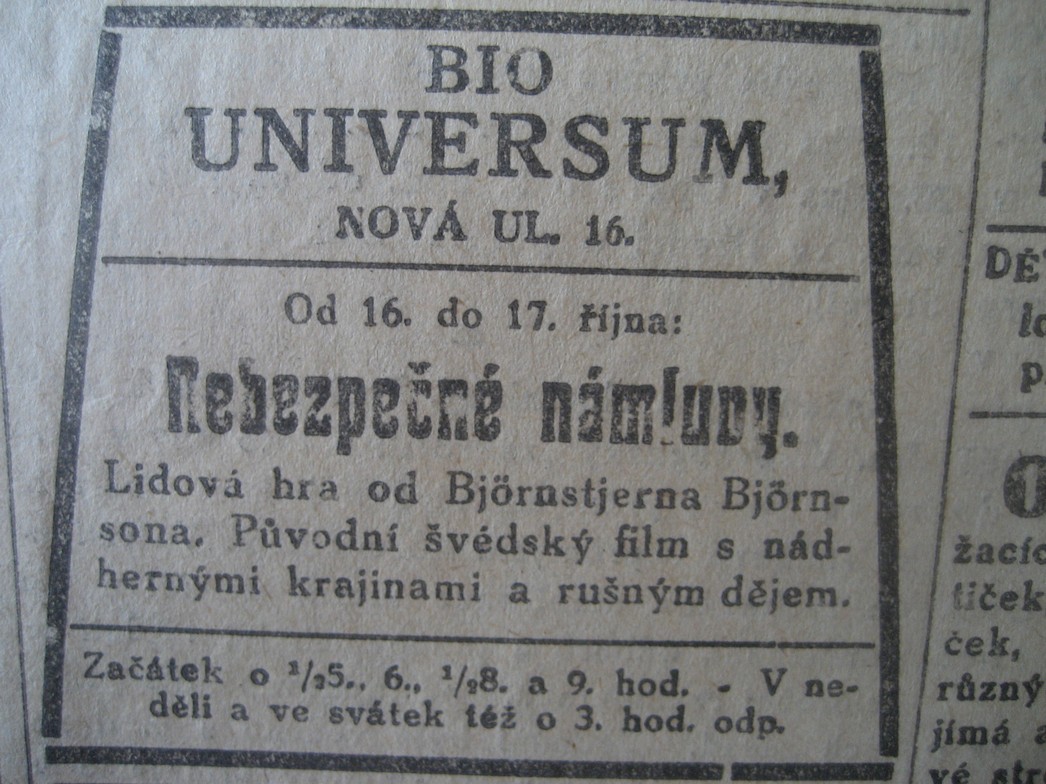 BIO
UNIVERSUM,
NOVÁ UL. 16.
Od 16. do 17. října:
Nebezpečné námluvy.
Lidová hra od Björnstjerna Björn-
sona. Původní švédský film s nád-
hernými krajinami a rušným dějem.
Začátek o ½5., 6., ½8. a 9. hod. - V ne-
děli a ve svátek též o 3. hod. odp.
žacíc
tiček
ček,
různý
jímá a